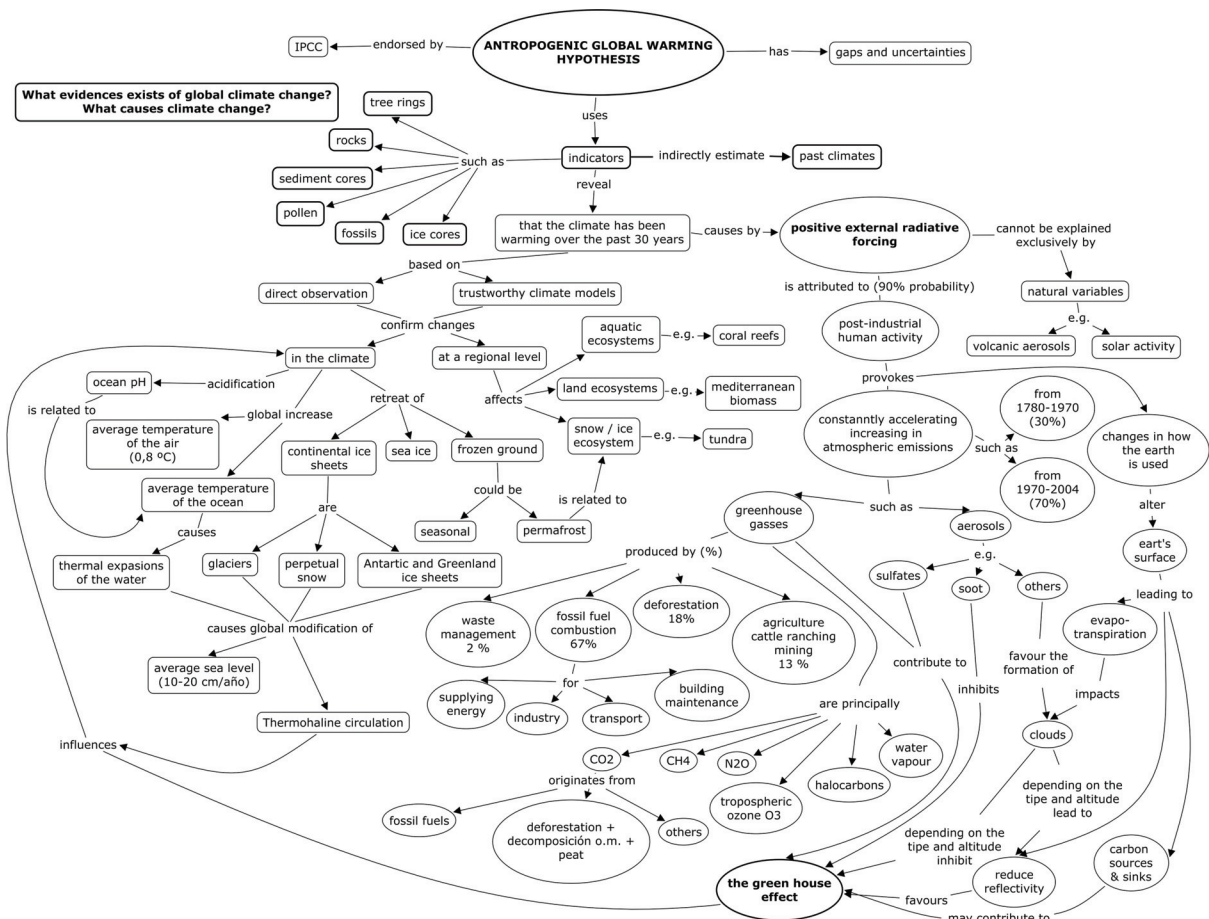 ANTROPOGENIC GLOBAL WARMING
HYPOTHESIS
endorsed by
IPCC
has
gaps and uncertainties
What evidences exists of global climate change?
What causes climate change?
uses
indicators
indirectly estimate
past climates
such as
tree rings
rocks
sediment cores
pollen
fossils
ice cores
reveal
that the climate has been
warming over the past 30 years
causes by
positive external radiative
forcing
cannot be explained
exclusively by
natural variables
e.g.
volcanic aerosols
solar activity
is attributed to (90% probability)
post-industrial
human activity
provokes
constanntly accelerating
increasing in
atmospheric emissions
such as
from
1780-1970
(30%)
from
1970-2004
(70%)
changes in how
the earth
is used
alter
eart's
surface
leading to
evapo-
transpiration
impacts
based on
direct observation
trustworthy climate models
confirm changes
in the climate
at a regional level
affects
aquatic
ecosystems
e.g.
coral reefs
land ecosystems
e.g.
mediterranean
biomass
snow / ice
ecosystem
e.g.
tundra
ocean pH
acidification
is related to
global increase
average temperature
of the air
(0,8 ºC)
average temperature
of the ocean
causes
thermal expasions
of the water
retreat of
continental ice
sheets
sea ice
frozen ground
could be
seasonal
permafrost
is related to
are
glaciers
perpetual
snow
Antartic and Greenland
ice sheets
causes global modification of
average sea level
(10-20 cm/año)
Thermohaline circulation
influences
such as
greenhouse
gasses
aerosols
e.g.
sulfates
soot
others
produced by (%)
waste
management
2 %
fossil fuel
combustion
67%
deforestation
18%
agriculture
cattle ranching
mining
13 %
for
supplying
energy
industry
transport
building
maintenance
contribute to
inhibits
favour the
formation of
clouds
are principally
CO2
CH4
N2O
tropospheric
ozone O3
halocarbons
water
vapour
originates from
fossil fuels
deforestation +
decomposición o.m. +
peat
others
depending on the
tipe and altitude
lead to
depending on the
tipe and altitude
inhibit
reduce
reflectivity
carbon
sources
& sinks
favours
may contribute to
the green house
effect